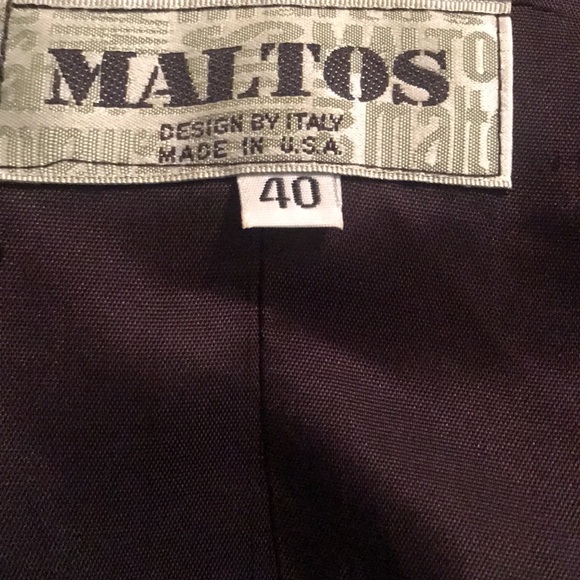 MALTOS
DESIGN BY ITALY
MADE IN U.S.A.
40